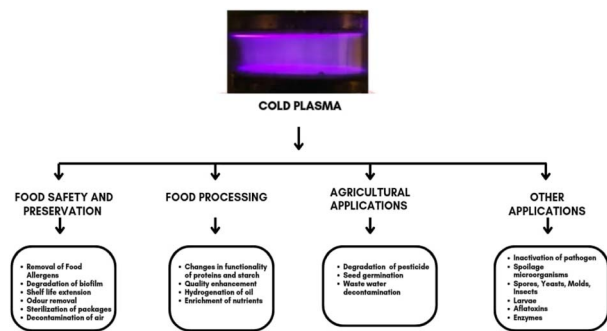 COLD PLASMA
FOOD SAFETY AND
PRESERVATION
FOOD PROCESSING
AGRICULTURAL
APPLICATIONS
OTHER
APPLICATIONS
• Removal of Food
Allergens
• Degradation of biofilm
• Shelf life extension
• Odour removal
• Sterilization of packages
• Decontamination of air
• Changes in functionality
of proteins and starch
• Quality enhancement
• Hydrogenation of oil
• Enrichment of nutrients
• Degradation of pesticide
• Seed germination
• Waste water
decontamination
• Inactivation of pathogen
• Spoilage
microorganisms
• Spores, Yeasts, Molds,
Insects
• Larvae
• Aflatoxins
• Enzymes